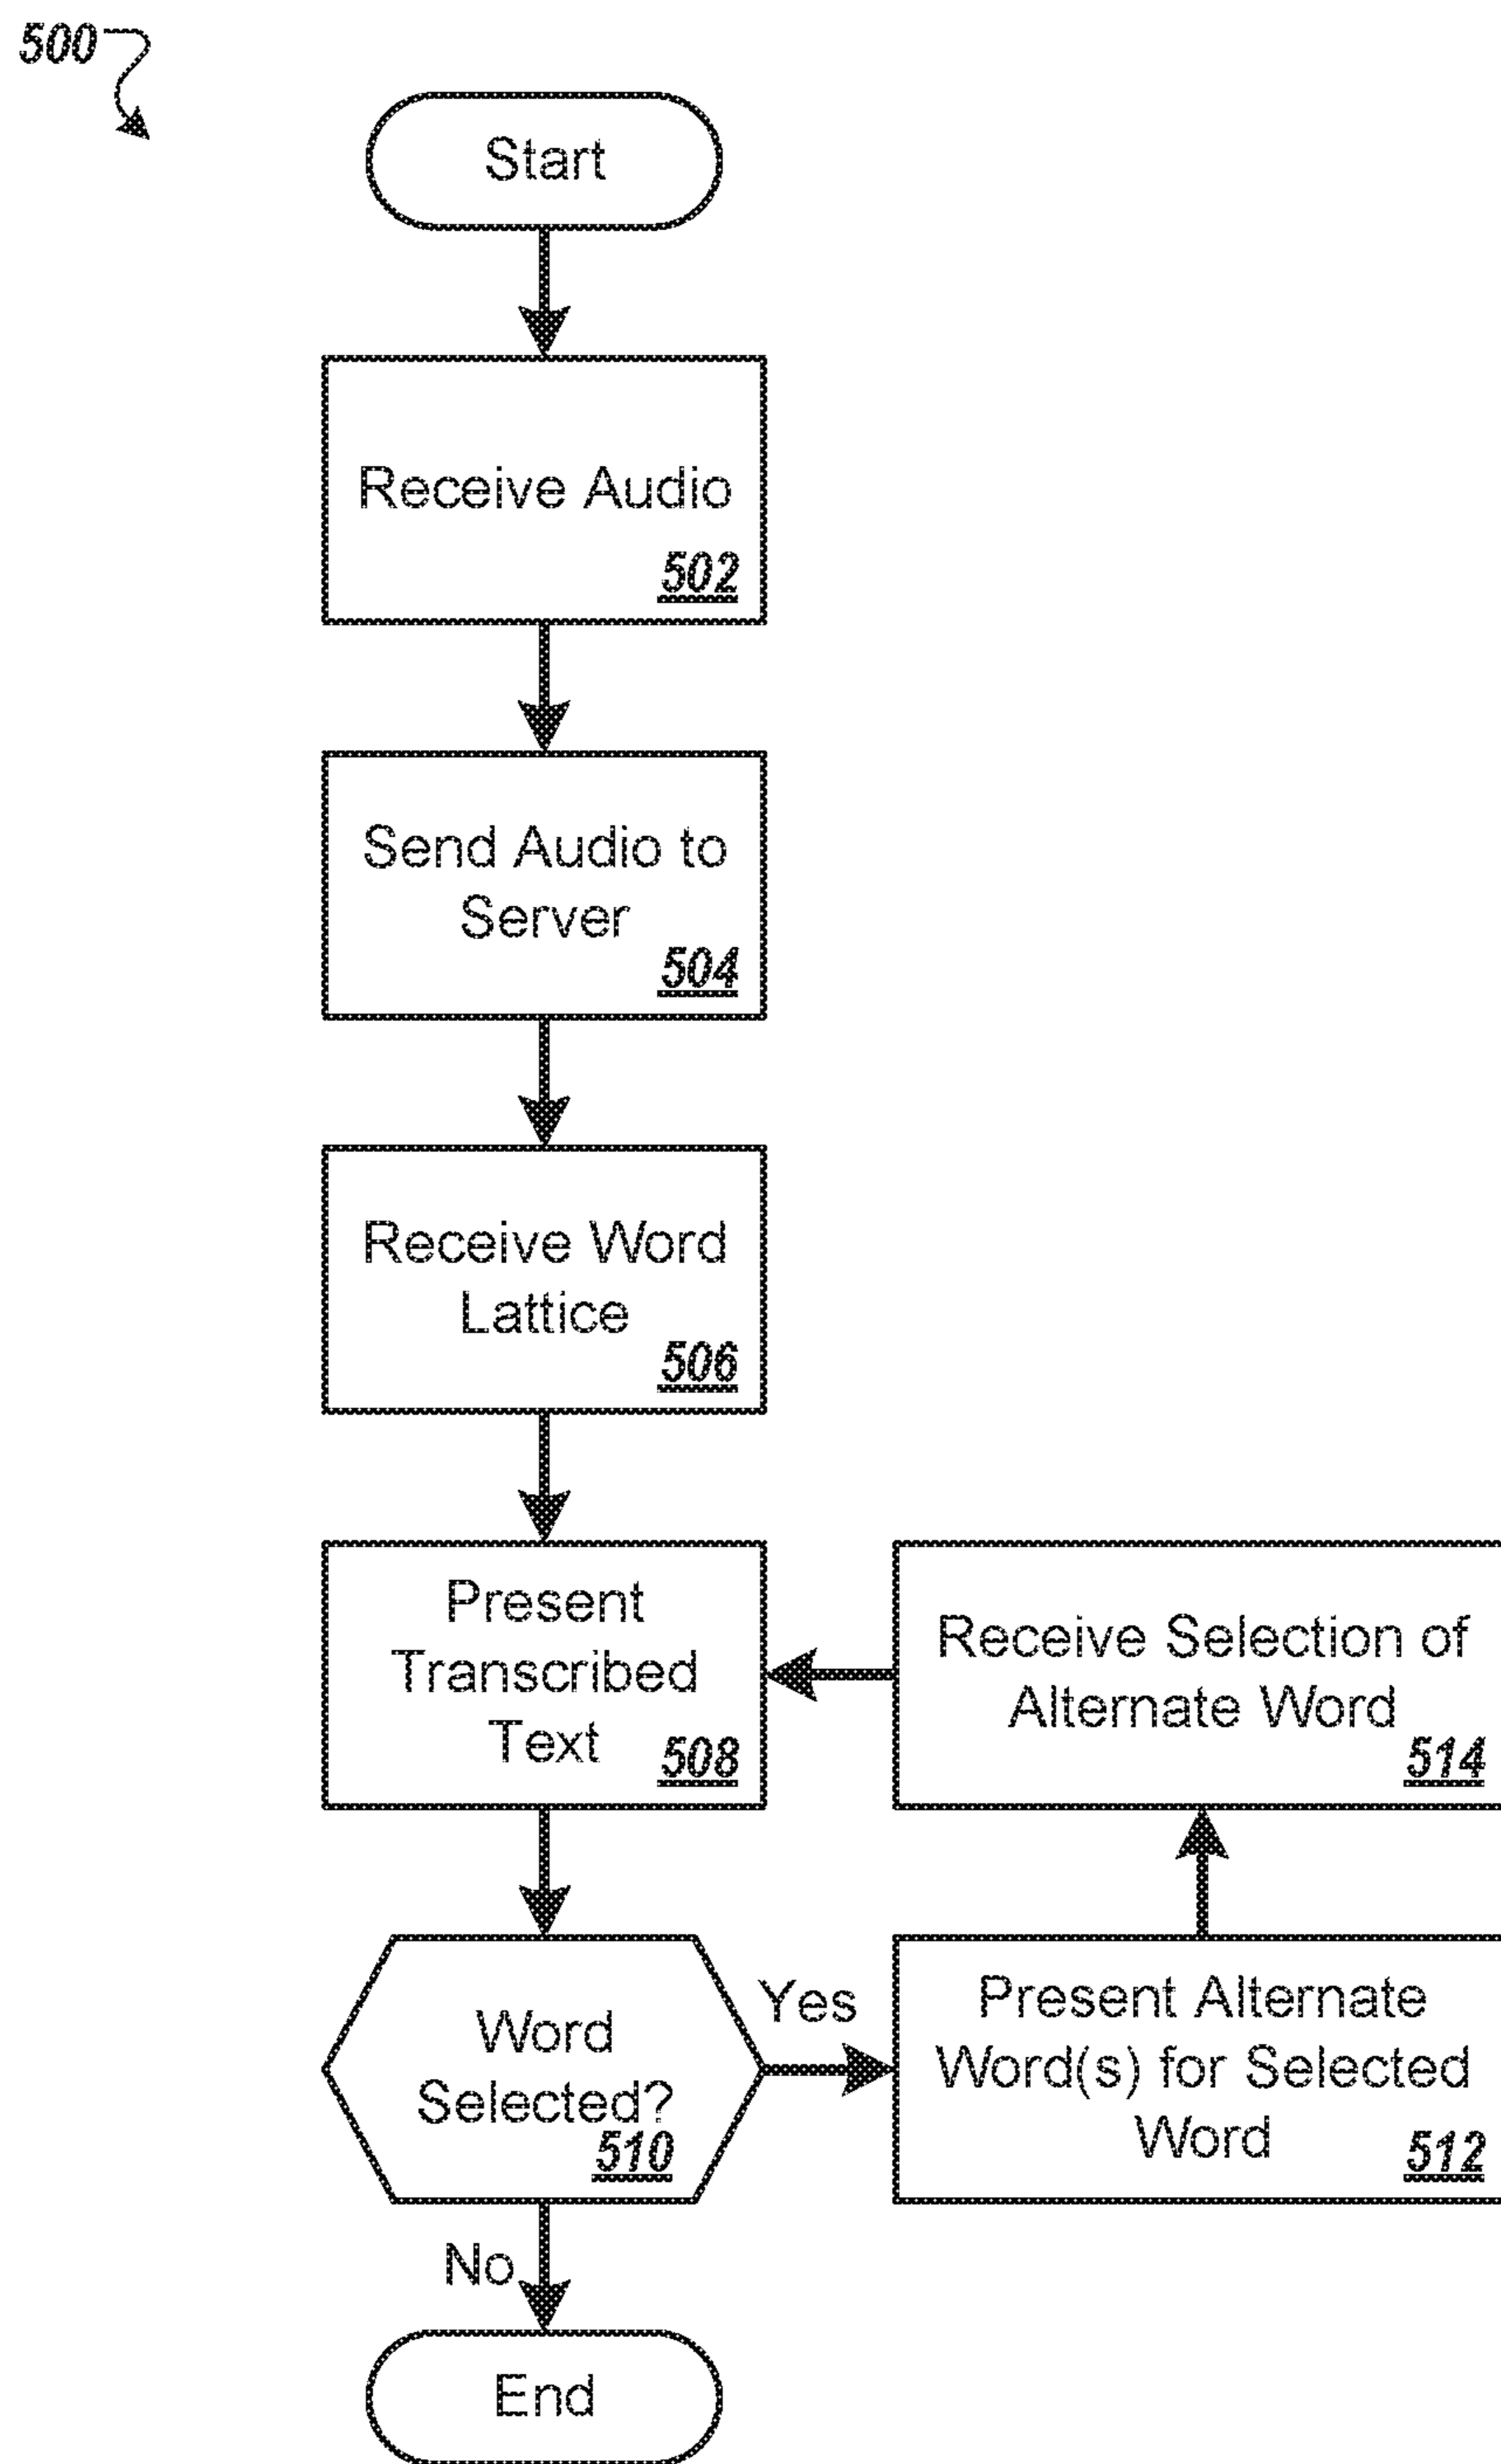 500
Start
Receive Audio
502
Send Audio to
Server
504
Receive Word
Lattice
506
Present
Transcribed
Text
508
Receive Selection of
Alternate Word
514
Word
Selected?
510
Yes
Present Alternate
Word(s) for Selected
Word
512
No
End